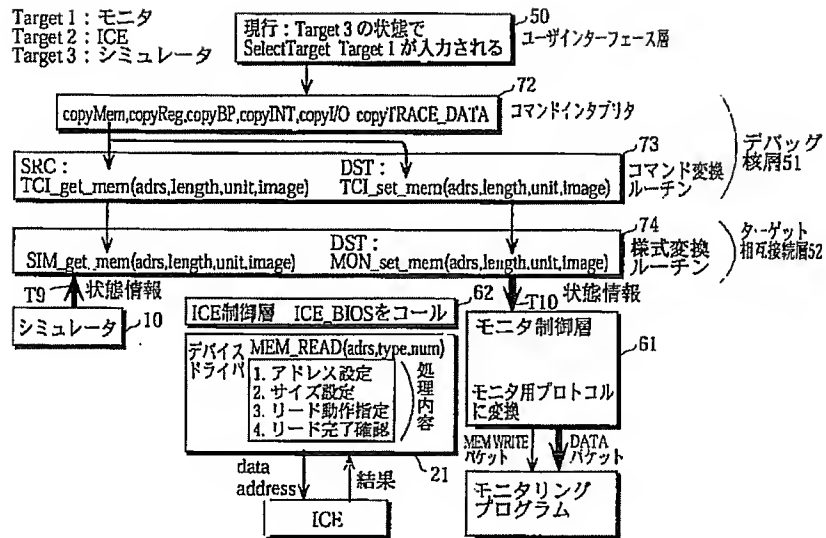 Target 1：モニタ
Target 2：ICE
Target 3：シミュレータ
現行：Target 3 の状態で
SelectTarget Target 1 が入力される
50
ユーザインターフェース層
72
copyMem,copyReg,copyBP,copyINT,copyI/O copyTRACE_DATA
コマンドインタプリタ
SRC：
TCI_get_mem(adrs,length,unit,image)
DST：
TCI_set_mem(adrs,length,unit,image)
73
コマンド変換
ルーチン
デバッグ
核層51
SIM_get_mem(adrs,length,unit,image)
DST：
MON_set_mem(adrs,length,unit,image)
74
様式変換
ルーチン
ターゲット
相互接続層52
T9
状態情報
シミュレータ
10
62
ICE制御層 ICE_BIOSをコール
T10
状態情報
デバイス
ドライバ
MEM_READ(adrs,type,num)
1. アドレス設定
2. サイズ設定
3. リード動作指定
4. リード完了確認
処理内容
21
モニタ制御層
モニタ用プロトコル
に変換
61
data
address
結果
ICE
MEM WRITE
パケット
DATA
パケット
モニタリング
プログラム